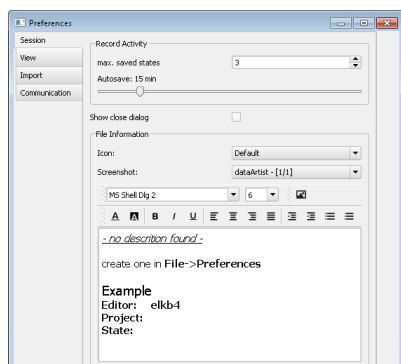 Preferences
Session
View
Import
Communication
Record Activity
max. saved states
3
Autosave: 15 min
Show close dialog
File Information
Icon:
Default
Screenshot:
dataArtist - [1/1]
MS Shell Dlg 2
6
A A B I U
- no descrition found -
create one in File->Preferences
Example
Editor: elkb4
Project:
State: